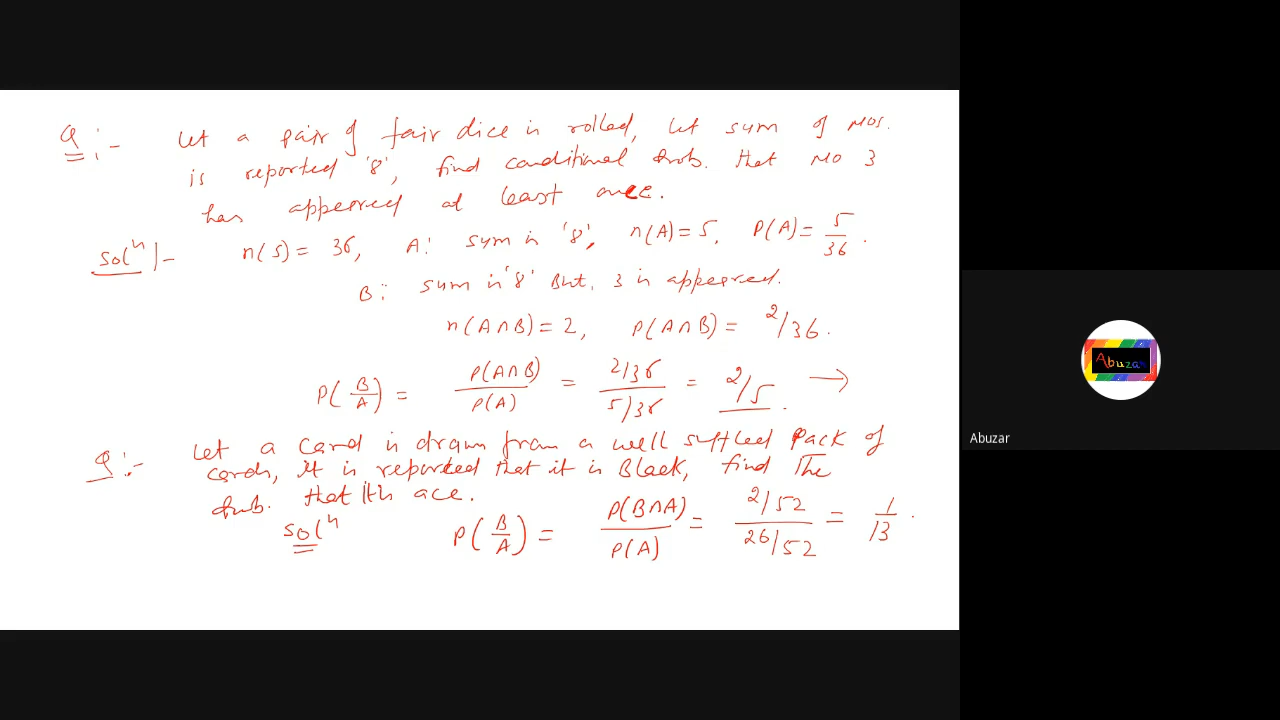 Q:- Let a pair of fair dice is rolled, let sum of nos.
is reported '8', find conditional prob. that no 3
has appeared at least once.
Sol^n)- n(S) = 36, A: sum is '8', n(A) = 5, P(A) = 5/36.
B: sum is '8' But, 3 is appeared.
n(A∩B) = 2, P(A∩B) = 2/36.
P(B/A) = P(A∩B)/P(A) = 2/36 / 5/36 = 2/5. →
Q:- Let a card is drawn from a well suffled Pack of
cards, It is reported that it is Black, find The
prob. that its ace.
Sol^n P(B/A) = P(B∩A)/P(A) = 2/52 / 26/52 = 1/13.
Abuzar
Abuzar